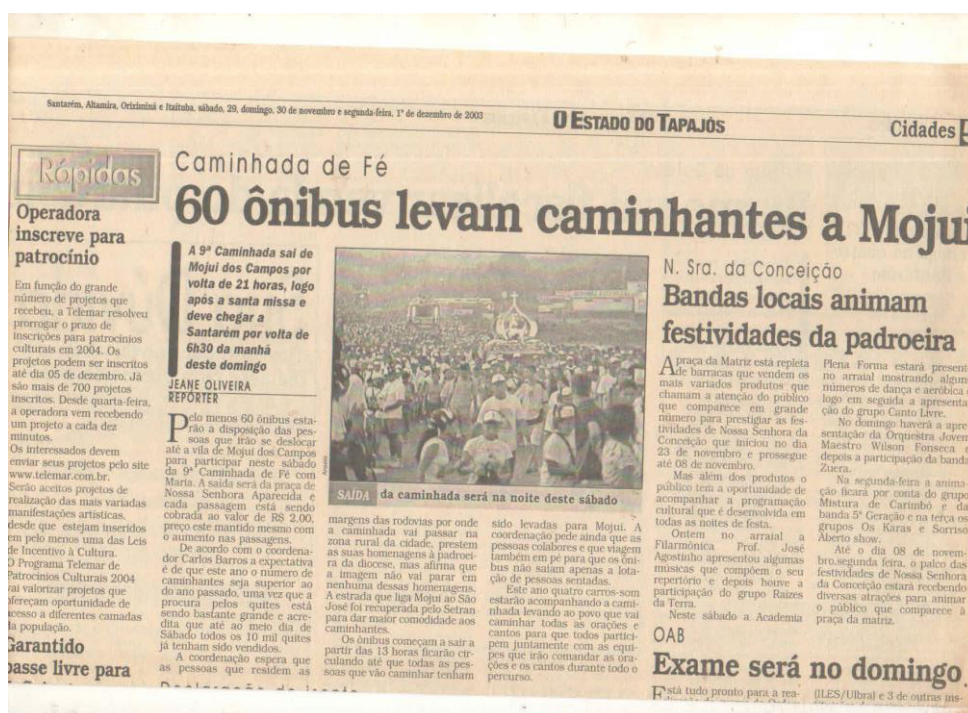 Santarém, Altamira, Oriximiná e Itaituba, sábado, 29, domingo, 30 de novembro e segunda-feira, 1º de dezembro de 2003
O ESTADO DO TAPAJÓS
Cidades
Rápidas
Operadora
inscreve para
patrocínio
Em função do grande
número de projetos que
recebeu, a Telemar resolveu
prorrogar o prazo de
inscrições para patrocínios
culturais em 2004. Os
projetos podem ser inscritos
até dia 05 de dezembro. Já
são mais de 700 projetos
inscritos. Desde quarta-feira,
a operadora vem recebendo
um projeto a cada dez
minutos.
Os interessados devem
enviar seus projetos pelo site
www.telemar.com.br.
Serão aceitos projetos de
realização das mais variadas
manifestações artísticas,
desde que estejam inseridos
em pelo menos uma das Leis
de Incentivo à Cultura.
O Programa Telemar de
Patrocínios Culturais 2004
vai valorizar projetos que
ofereçam oportunidade de
acesso a diferentes camadas
da população.
Garantido
passe livre para
Caminhada de Fé
60 ônibus levam caminhantes a Mojuí
A 9ª Caminhada sai de
Mojuí dos Campos por
volta de 21 horas, logo
após a santa missa e
deve chegar a
Santarém por volta de
6h30 da manhã
deste domingo
JEANE OLIVEIRA
REPÓRTER
Pelo menos 60 ônibus esta-
rão a disposição das pes-
soas que irão se deslocar
até a vila de Mojuí dos Campos
para participar neste sábado
da 9ª Caminhada de Fé com
Maria. A saída será da praça de
Nossa Senhora Aparecida e
cada passagem está sendo
cobrada ao valor de R$ 2,00,
preço este mantido mesmo com
o aumento nas passagens.
De acordo com o coordena-
dor Carlos Barros a expectativa
é de que este ano o número de
caminhantes seja superior ao
do ano passado, uma vez que a
procura pelos quites está
sendo bastante grande e acre-
dita que até ao meio dia de
Sábado todos os 10 mil quites
já tenham sido vendidos.
A coordenação espera que
as pessoas que residem as
SAÍDA da caminhada será na noite deste sábado
margens das rodovias por onde
a caminhada vai passar na
zona rural da cidade, prestem
as suas homenagens à padroei-
ra da diocese, mas afirma que
a imagem não vai parar em
nenhuma dessas homenagens.
A estrada que liga Mojuí ao São
José foi recuperada pelo Setran
para dar maior comodidade aos
caminhantes.
Os ônibus começam a sair a
partir das 13 horas ficarão cir-
culando até que todas as pes-
soas que vão caminhar tenham
sido levadas para Mojuí. A
coordenação pede ainda que as
pessoas colabores e que viagem
também em pé para que os ôni-
bus não saiam apenas a lota-
ção de pessoas sentadas.
Este ano quatro carros-som
estarão acompanhando a cami-
nhada levando ao povo que vai
caminhar todas as orações e
cantos para que todos partici-
pem juntamente com as equi-
pes que irão comandar as ora-
ções e os cantos durante todo o
percurso.
N. Sra. da Conceição
Bandas locais animam
festividades da padroeira
A praça da Matriz está repleta
de barracas que vendem os
mais variados produtos que
chamam a atenção do público
que comparece em grande
número para prestigiar as fes-
tividades de Nossa Senhora da
Conceição que iniciou no dia
23 de novembro e prossegue
até 08 de novembro.
Mas além dos produtos o
público tem a oportunidade de
acompanhar a programação
cultural que é desenvolvida em
todas as noites de festa.
Ontem no arraial a
Filarmônica Prof. José
Agostinho apresentou algumas
músicas que compõem o seu
repertório e depois houve a
participação do grupo Raízes
da Terra.
Neste sábado a Academia
Plena Forma estará present
no arraial mostrando algun
números de dança e aeróbica
logo em seguida a apresenta
ção do grupo Canto Livre.
No domingo haverá a apre
sentação da Orquestra Jovem
Maestro Wilson Fonseca
depois a participação da banda
Zuera.
Na segunda-feira a anima
ção ficará por conta do grupo
Mistura de Carimbó e da
banda 5ª Geração e na terça os
grupos Os Karas e Sorriso
Aberto show.
Até o dia 08 de novem-
bro,segunda feira, o palco das
festividades de Nossa Senhora
da Conceição estará recebendo
diversas atrações para animar
o público que comparece à
praça da matriz.
OAB
Exame será no domingo
Está tudo pronto para a rea-
(ILES/Ulbral e 3 de outras ins-